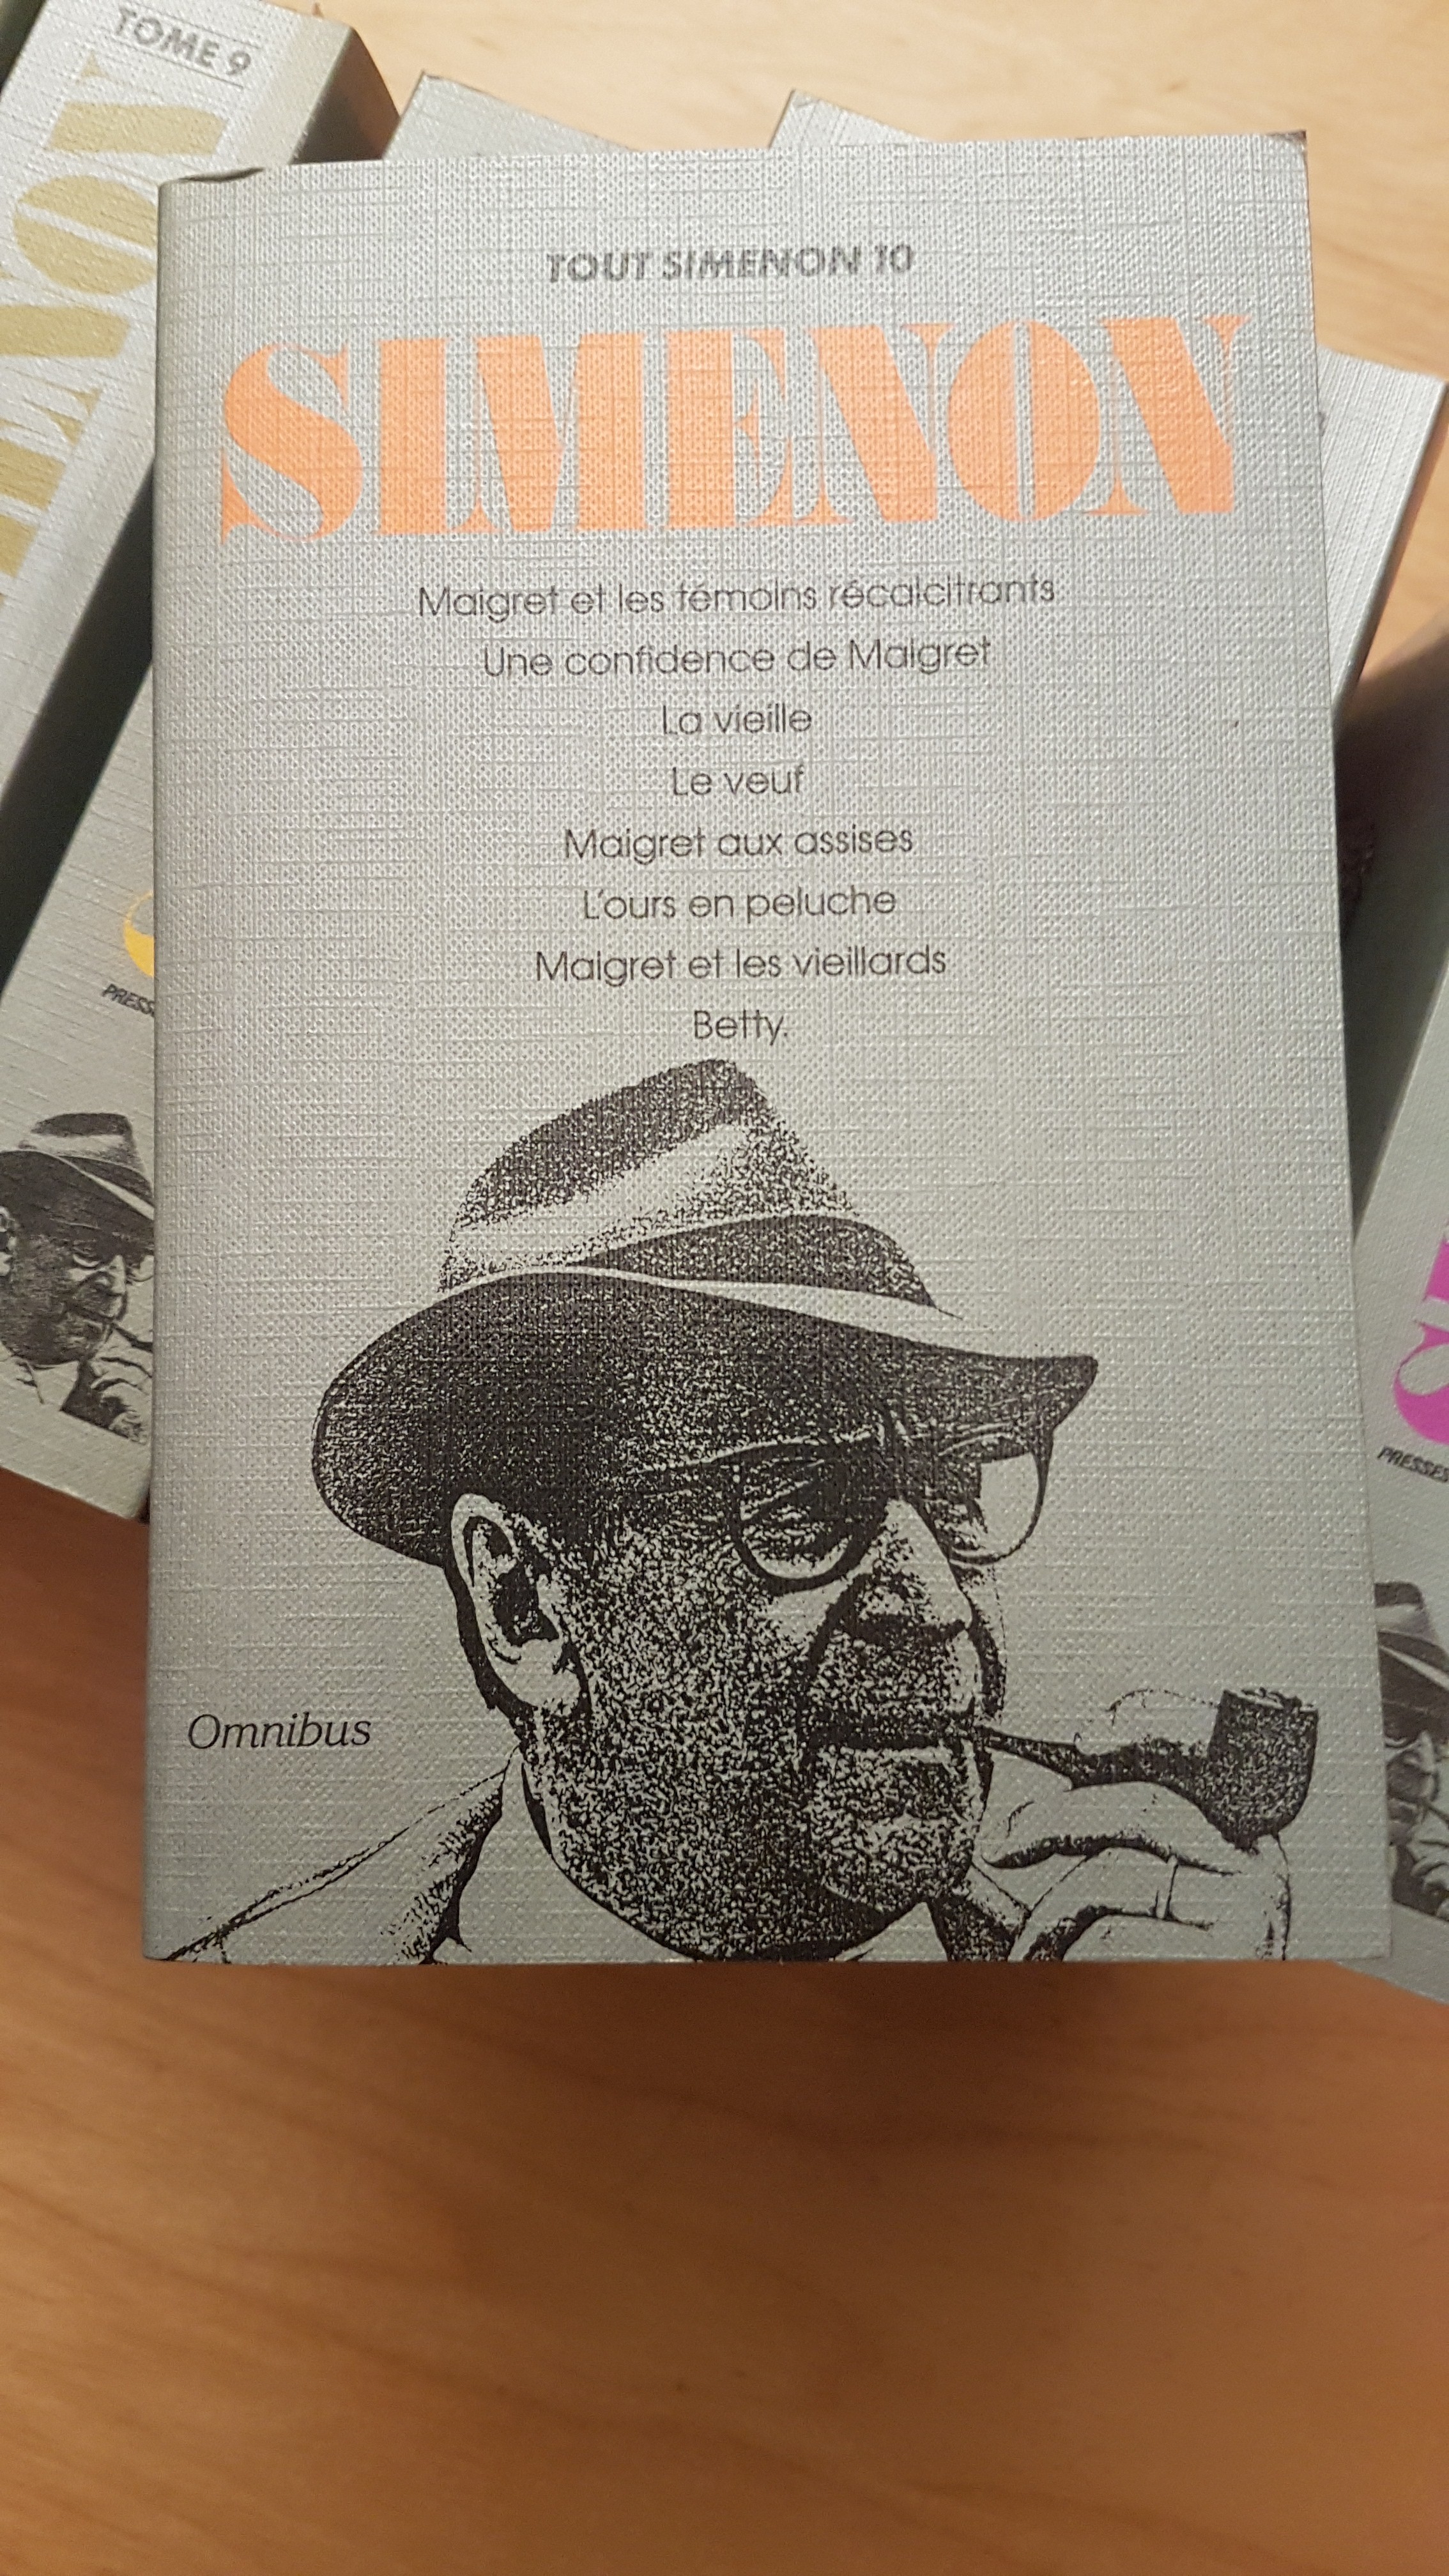 TOME 9
TOUT SIMENON 10
SIMENON
Maigret et les témoins récalcitrants
Une confidence de Maigret
La vieille
Le veuf
Maigret aux assises
L'ours en peluche
Maigret et les vieillards
Betty.
Omnibus